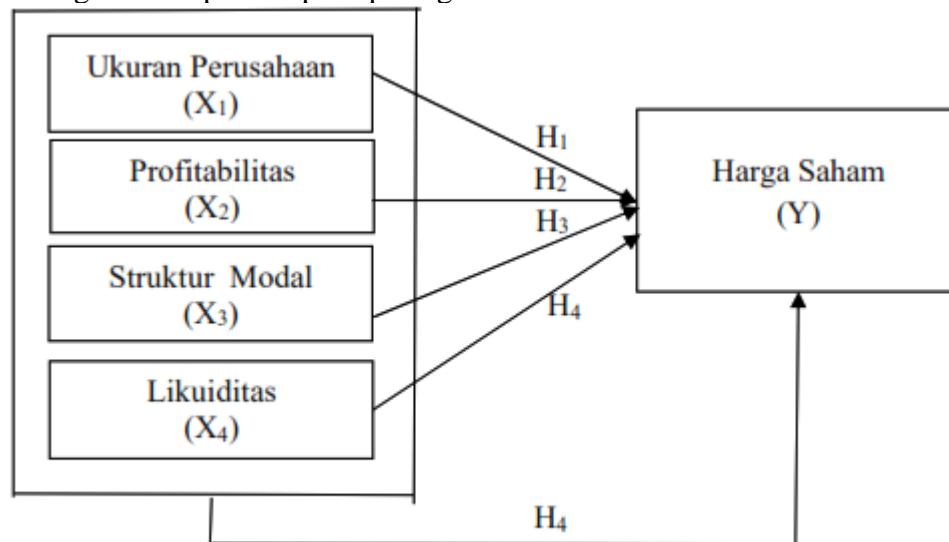 Ukuran Perusahaan
(X₁)
H₁
Profitabilitas
(X₂)
H₂
Harga Saham
(Y)
H₃
Struktur Modal
(X₃)
H₄
Likuiditas
(X₄)
H₄